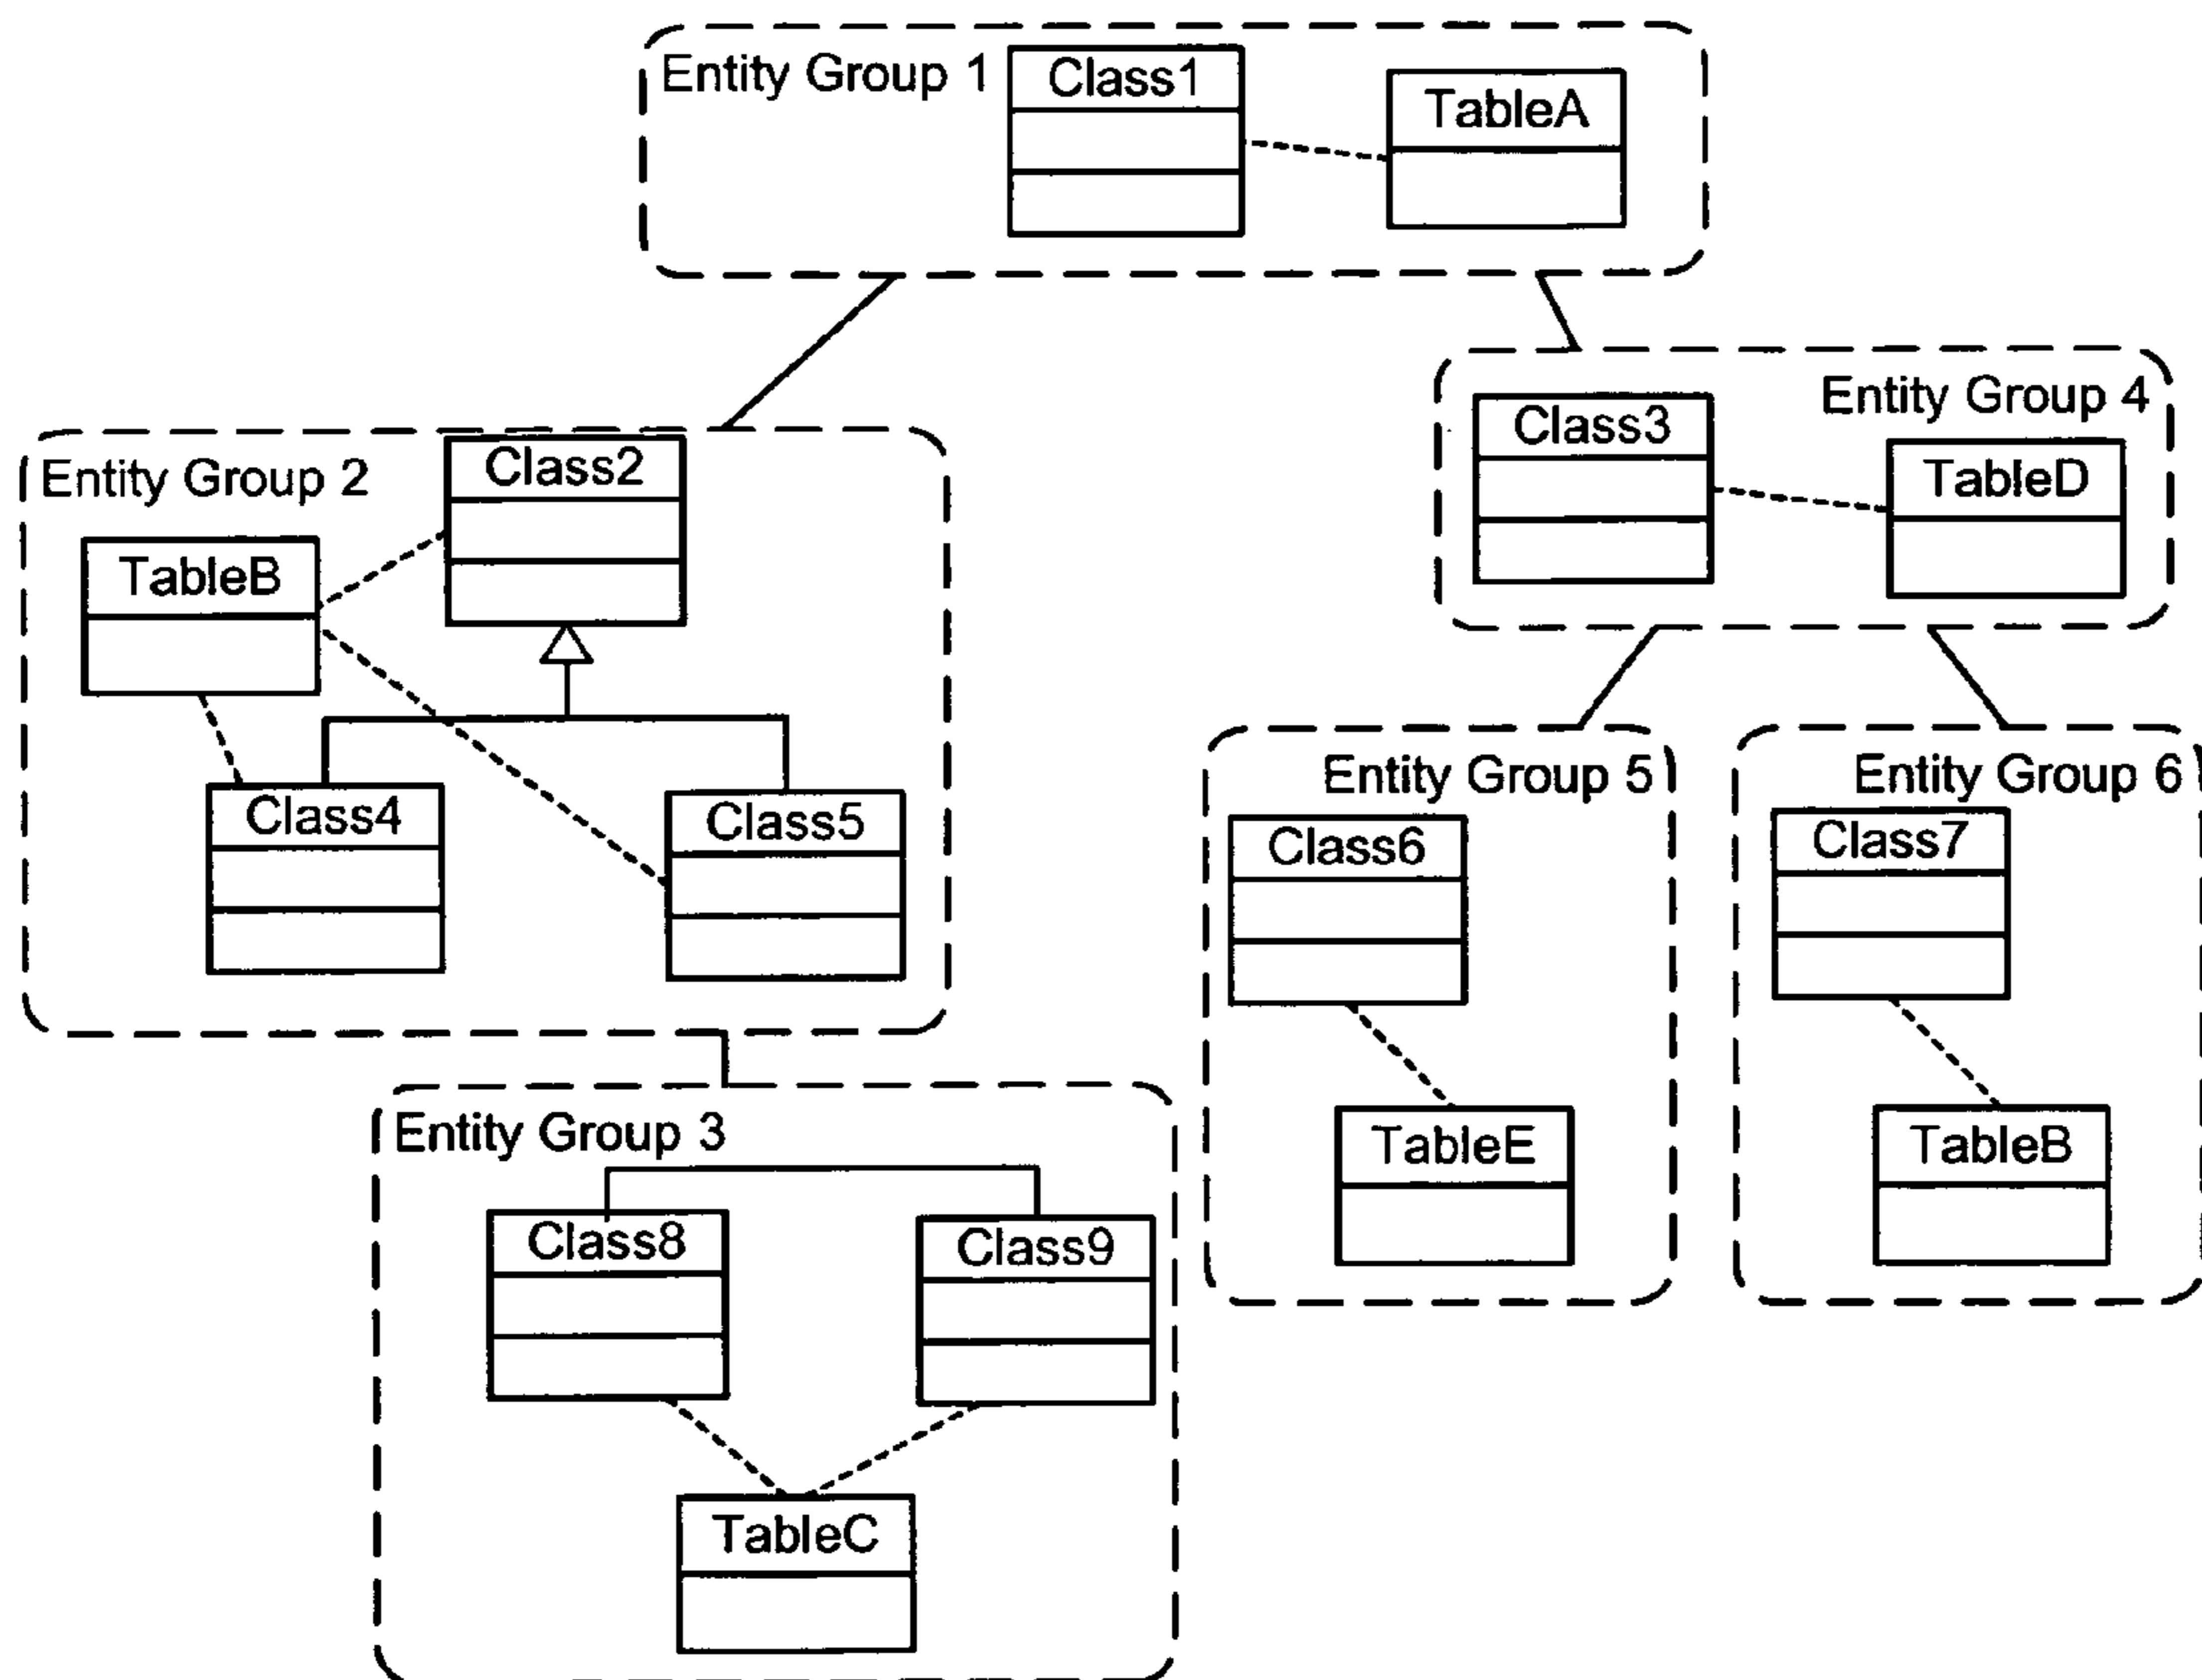 Entity Group 1
Class1
TableA
Entity Group 4
Class3
TableD
Entity Group 2
Class2
TableB
Class4
Class5
Entity Group 5
Class6
TableE
Entity Group 6
Class7
TableB
Entity Group 3
Class8
Class9
TableC